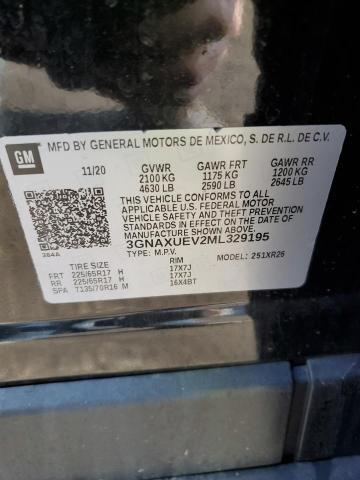 GM
MFD BY GENERAL MOTORS DE MEXICO, S. DE R.L. DE C.V.
11/20 GVWR GAWR FRT GAWR RR
2100 KG 1175 KG 1200 KG
4630 LB 2590 LB 2645 LB
THIS VEHICLE CONFORMS TO ALL APPLICABLE
U.S. FEDERAL MOTOR VEHICLE SAFETY
AND THEFT PREVENTION STANDARDS IN EFFECT ON THE
DATE OF MANUFACTURE SHOWN ABOVE.
3GNAXUEV2ML329195
384A TYPE: M.P.V. MODEL: 251XR26
TIRE SIZE RIM
FRT 225/65R17 H 17X7J
RR 225/65R17 H 17X7J
SPA T135/70R16 M 16X4BT